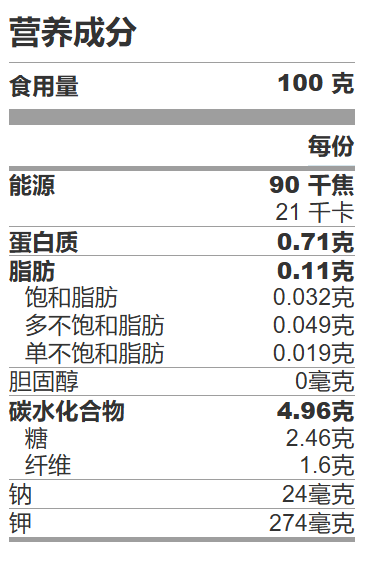 营养成分
食用量 100 克
每份
能源 90 千焦
21 千卡
蛋白质 0.71克
脂肪 0.11克
饱和脂肪 0.032克
多不饱和脂肪 0.049克
单不饱和脂肪 0.019克
胆固醇 0毫克
碳水化合物 4.96克
糖 2.46克
纤维 1.6克
钠 24毫克
钾 274毫克